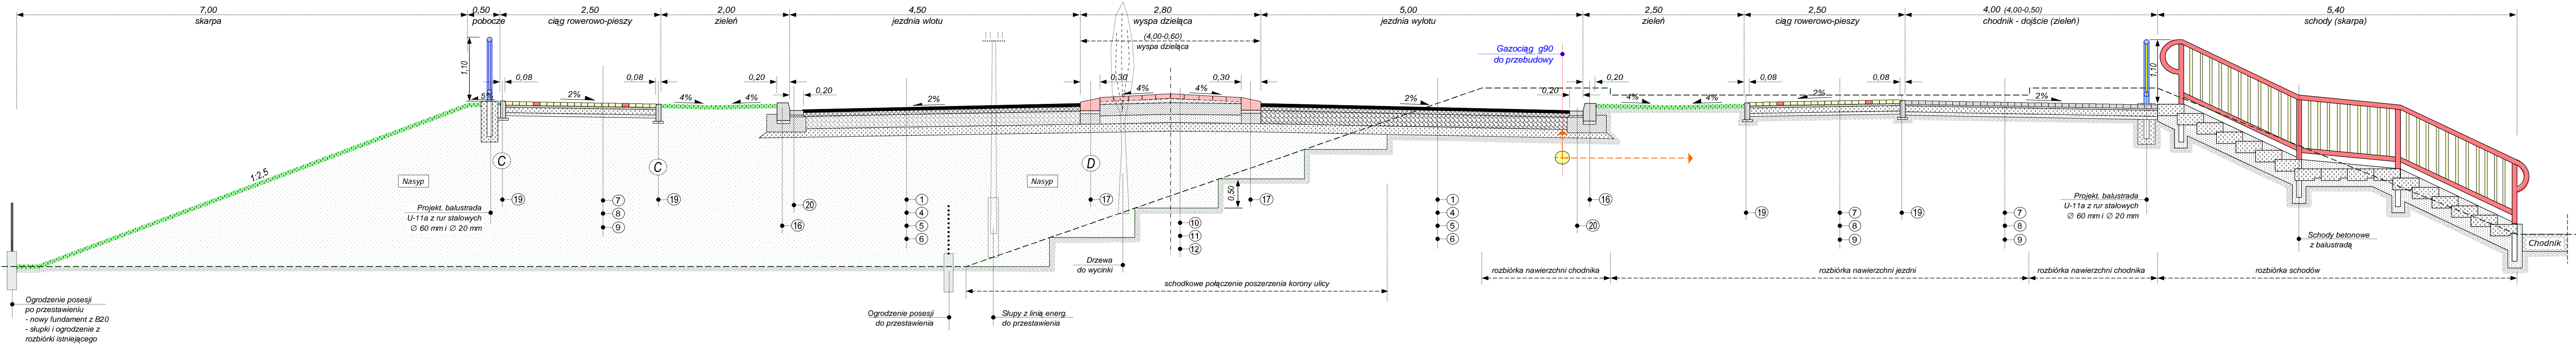 7,00
skarpa
0,50
pobocze
2,50
ciąg rowerowo-pieszy
2,00
zieleń
4,50
jezdnia wlotu
2,80
wyspa dzieląca
5,00
jezdnia wylotu
2,50
zieleń
2,50
ciąg rowerowo-pieszy
4,00 (4,00-0,50)
chodnik - dojście (zieleń)
5,40
schody (skarpa)
(4,00-0,60)
wyspa dzieląca
Gazociąg g90
do przebudowy
1,10
0,08
0,08
0,20
0,20
0,30
0,30
0,20
0,20
0,08
0,08
1,10
5%
2%
4%
4%
2%
4%
4%
2%
4%
4%
2%
2%
1:2,5
C
C
D
Nasyp
Nasyp
0,50
19
7
8
9
19
20
16
1
4
5
6
17
10
11
12
17
1
4
5
6
16
20
19
7
8
9
19
7
8
9
Projekt. balustrada
U-11a z rur stalowych
∅ 60 mm i ∅ 20 mm
Projekt. balustrada
U-11a z rur stalowych
∅ 60 mm i ∅ 20 mm
Schody betonowe
z balustradą
Chodnik
Drzewa
do wycinki
rozbiórka nawierzchni chodnika
rozbiórka nawierzchni jezdni
rozbiórka nawierzchni chodnika
rozbiórka schodów
schodkowe połączenie poszerzenia korony ulicy
Ogrodzenie posesji
po przestawieniu
- nowy fundament z B20
- słupki i ogrodzenie z
rozbiórki istniejącego
Ogrodzenie posesji
do przestawienia
Słupy z linią energ.
do przestawienia